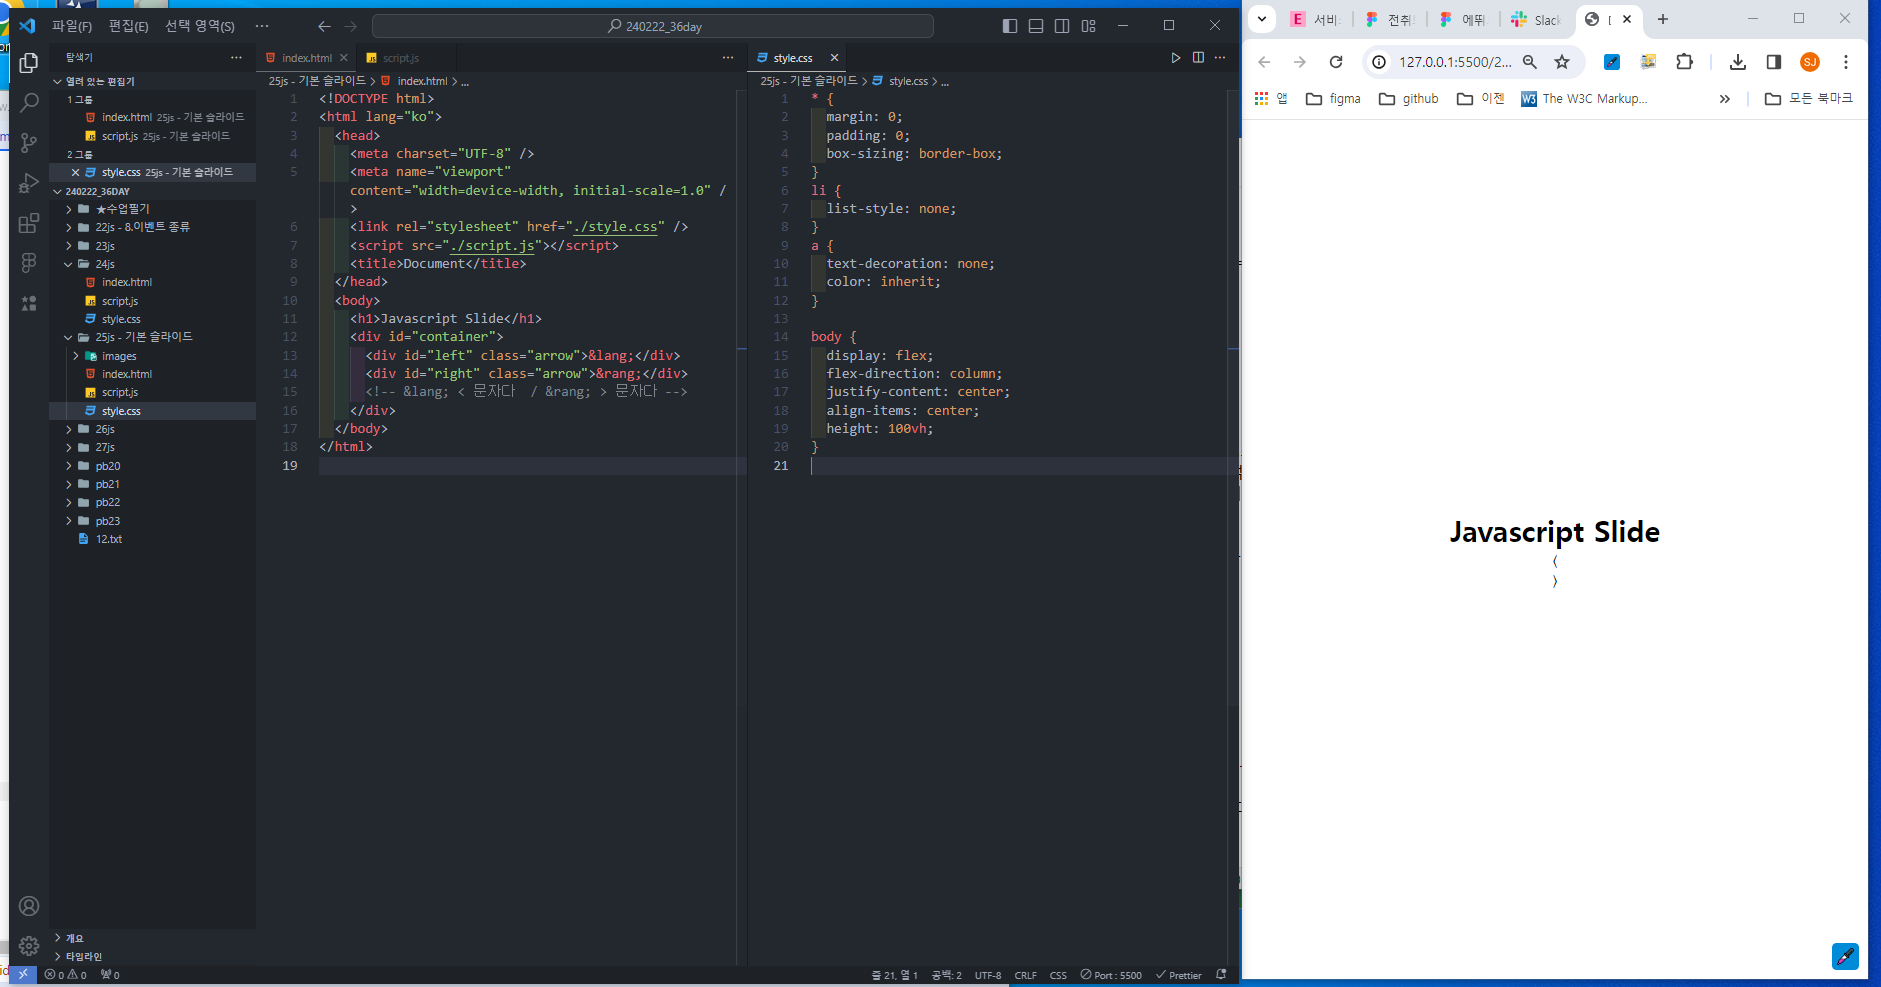 파일(F) 편집(E) 선택 영역(S) ··· 240222_36day
탐색기
열려 있는 편집기
1 그룹
index.html 25js - 기본 슬라이드
script.js 25js - 기본 슬라이드
2 그룹
style.css 25js - 기본 슬라이드
240222_36DAY
★수업필기
22js - 8.이벤트 종류
23js
24js
index.html
script.js
style.css
25js - 기본 슬라이드
images
index.html
script.js
style.css
26js
27js
pb20
pb21
pb22
pb23
12.txt
개요
타임라인
index.html script.js
25js - 기본 슬라이드 > index.html > ...
1 <!DOCTYPE html>
2 <html lang="ko">
3 <head>
4 <meta charset="UTF-8" />
5 <meta name="viewport"
content="width=device-width, initial-scale=1.0" /
>
6 <link rel="stylesheet" href="./style.css" />
7 <script src="./script.js"></script>
8 <title>Document</title>
9 </head>
10 <body>
11 <h1>Javascript Slide</h1>
12 <div id="container">
13 <div id="left" class="arrow">&lang;</div>
14 <div id="right" class="arrow">&rang;</div>
15 <!-- &lang; < 문자다 / &rang; > 문자다 -->
16 </div>
17 </body>
18 </html>
19
style.css
25js - 기본 슬라이드 > style.css > ...
1 * {
2 margin: 0;
3 padding: 0;
4 box-sizing: border-box;
5 }
6 li {
7 list-style: none;
8 }
9 a {
10 text-decoration: none;
11 color: inherit;
12 }
13
14 body {
15 display: flex;
16 flex-direction: column;
17 justify-content: center;
18 align-items: center;
19 height: 100vh;
20 }
21
0 0 0 줄 21, 열 1 공백: 2 UTF-8 CRLF CSS Port : 5500 Prettier
E 서비 전취 에뛰 Slack
127.0.0.1:5500/2... SJ
앱 figma github 이젠 W3 The W3C Markup... » 모든 북마크
Javascript Slide
〈
〉